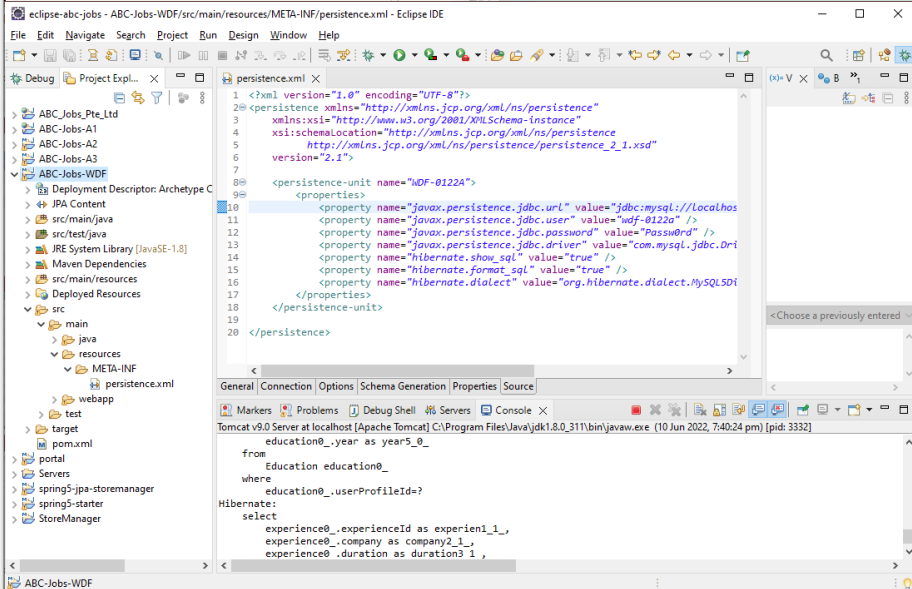 eclipse-abc-jobs - ABC-Jobs-WDF/src/main/resources/META-INF/persistence.xml - Eclipse IDE
File Edit Navigate Search Project Run Design Window Help
Debug Project Expl...
persistence.xml
(x)= V
B
»1
ABC_Jobs_Pte_Ltd
ABC-Jobs-A1
ABC-Jobs-A2
ABC-Jobs-A3
ABC-Jobs-WDF
Deployment Descriptor: Archetype C
JPA Content
src/main/java
src/test/java
JRE System Library [JavaSE-1.8]
Maven Dependencies
src/main/resources
Deployed Resources
src
main
java
resources
META-INF
persistence.xml
webapp
test
target
pom.xml
portal
Servers
spring5-jpa-storemanager
spring5-starter
StoreManager
1 <?xml version="1.0" encoding="UTF-8"?>
2 <persistence xmlns="http://xmlns.jcp.org/xml/ns/persistence"
3 xmlns:xsi="http://www.w3.org/2001/XMLSchema-instance"
4 xsi:schemaLocation="http://xmlns.jcp.org/xml/ns/persistence
5 http://xmlns.jcp.org/xml/ns/persistence/persistence_2_1.xsd"
6 version="2.1">
7
8 <persistence-unit name="WDF-0122A">
9 <properties>
10 <property name="javax.persistence.jdbc.url" value="jdbc:mysql://localhos
11 <property name="javax.persistence.jdbc.user" value="wdf-0122a" />
12 <property name="javax.persistence.jdbc.password" value="Passw0rd" />
13 <property name="javax.persistence.jdbc.driver" value="com.mysql.jdbc.Dri
14 <property name="hibernate.show_sql" value="true" />
15 <property name="hibernate.format_sql" value="true" />
16 <property name="hibernate.dialect" value="org.hibernate.dialect.MySQL5Di
17 </properties>
18 </persistence-unit>
19
20 </persistence>
<Choose a previously entered
General Connection Options Schema Generation Properties Source
Markers Problems Debug Shell Servers Console
Tomcat v9.0 Server at localhost [Apache Tomcat] C:\Program Files\Java\jdk1.8.0_311\bin\javaw.exe (10 Jun 2022, 7:40:24 pm) [pid: 3332]
education0_.year as year5_0_
from
Education education0_
where
education0_.userProfileId=?
Hibernate:
select
experience0_.experienceId as experien1_1_,
experience0_.company as company2_1_,
experience0_.duration as duration3_1_,
ABC-Jobs-WDF